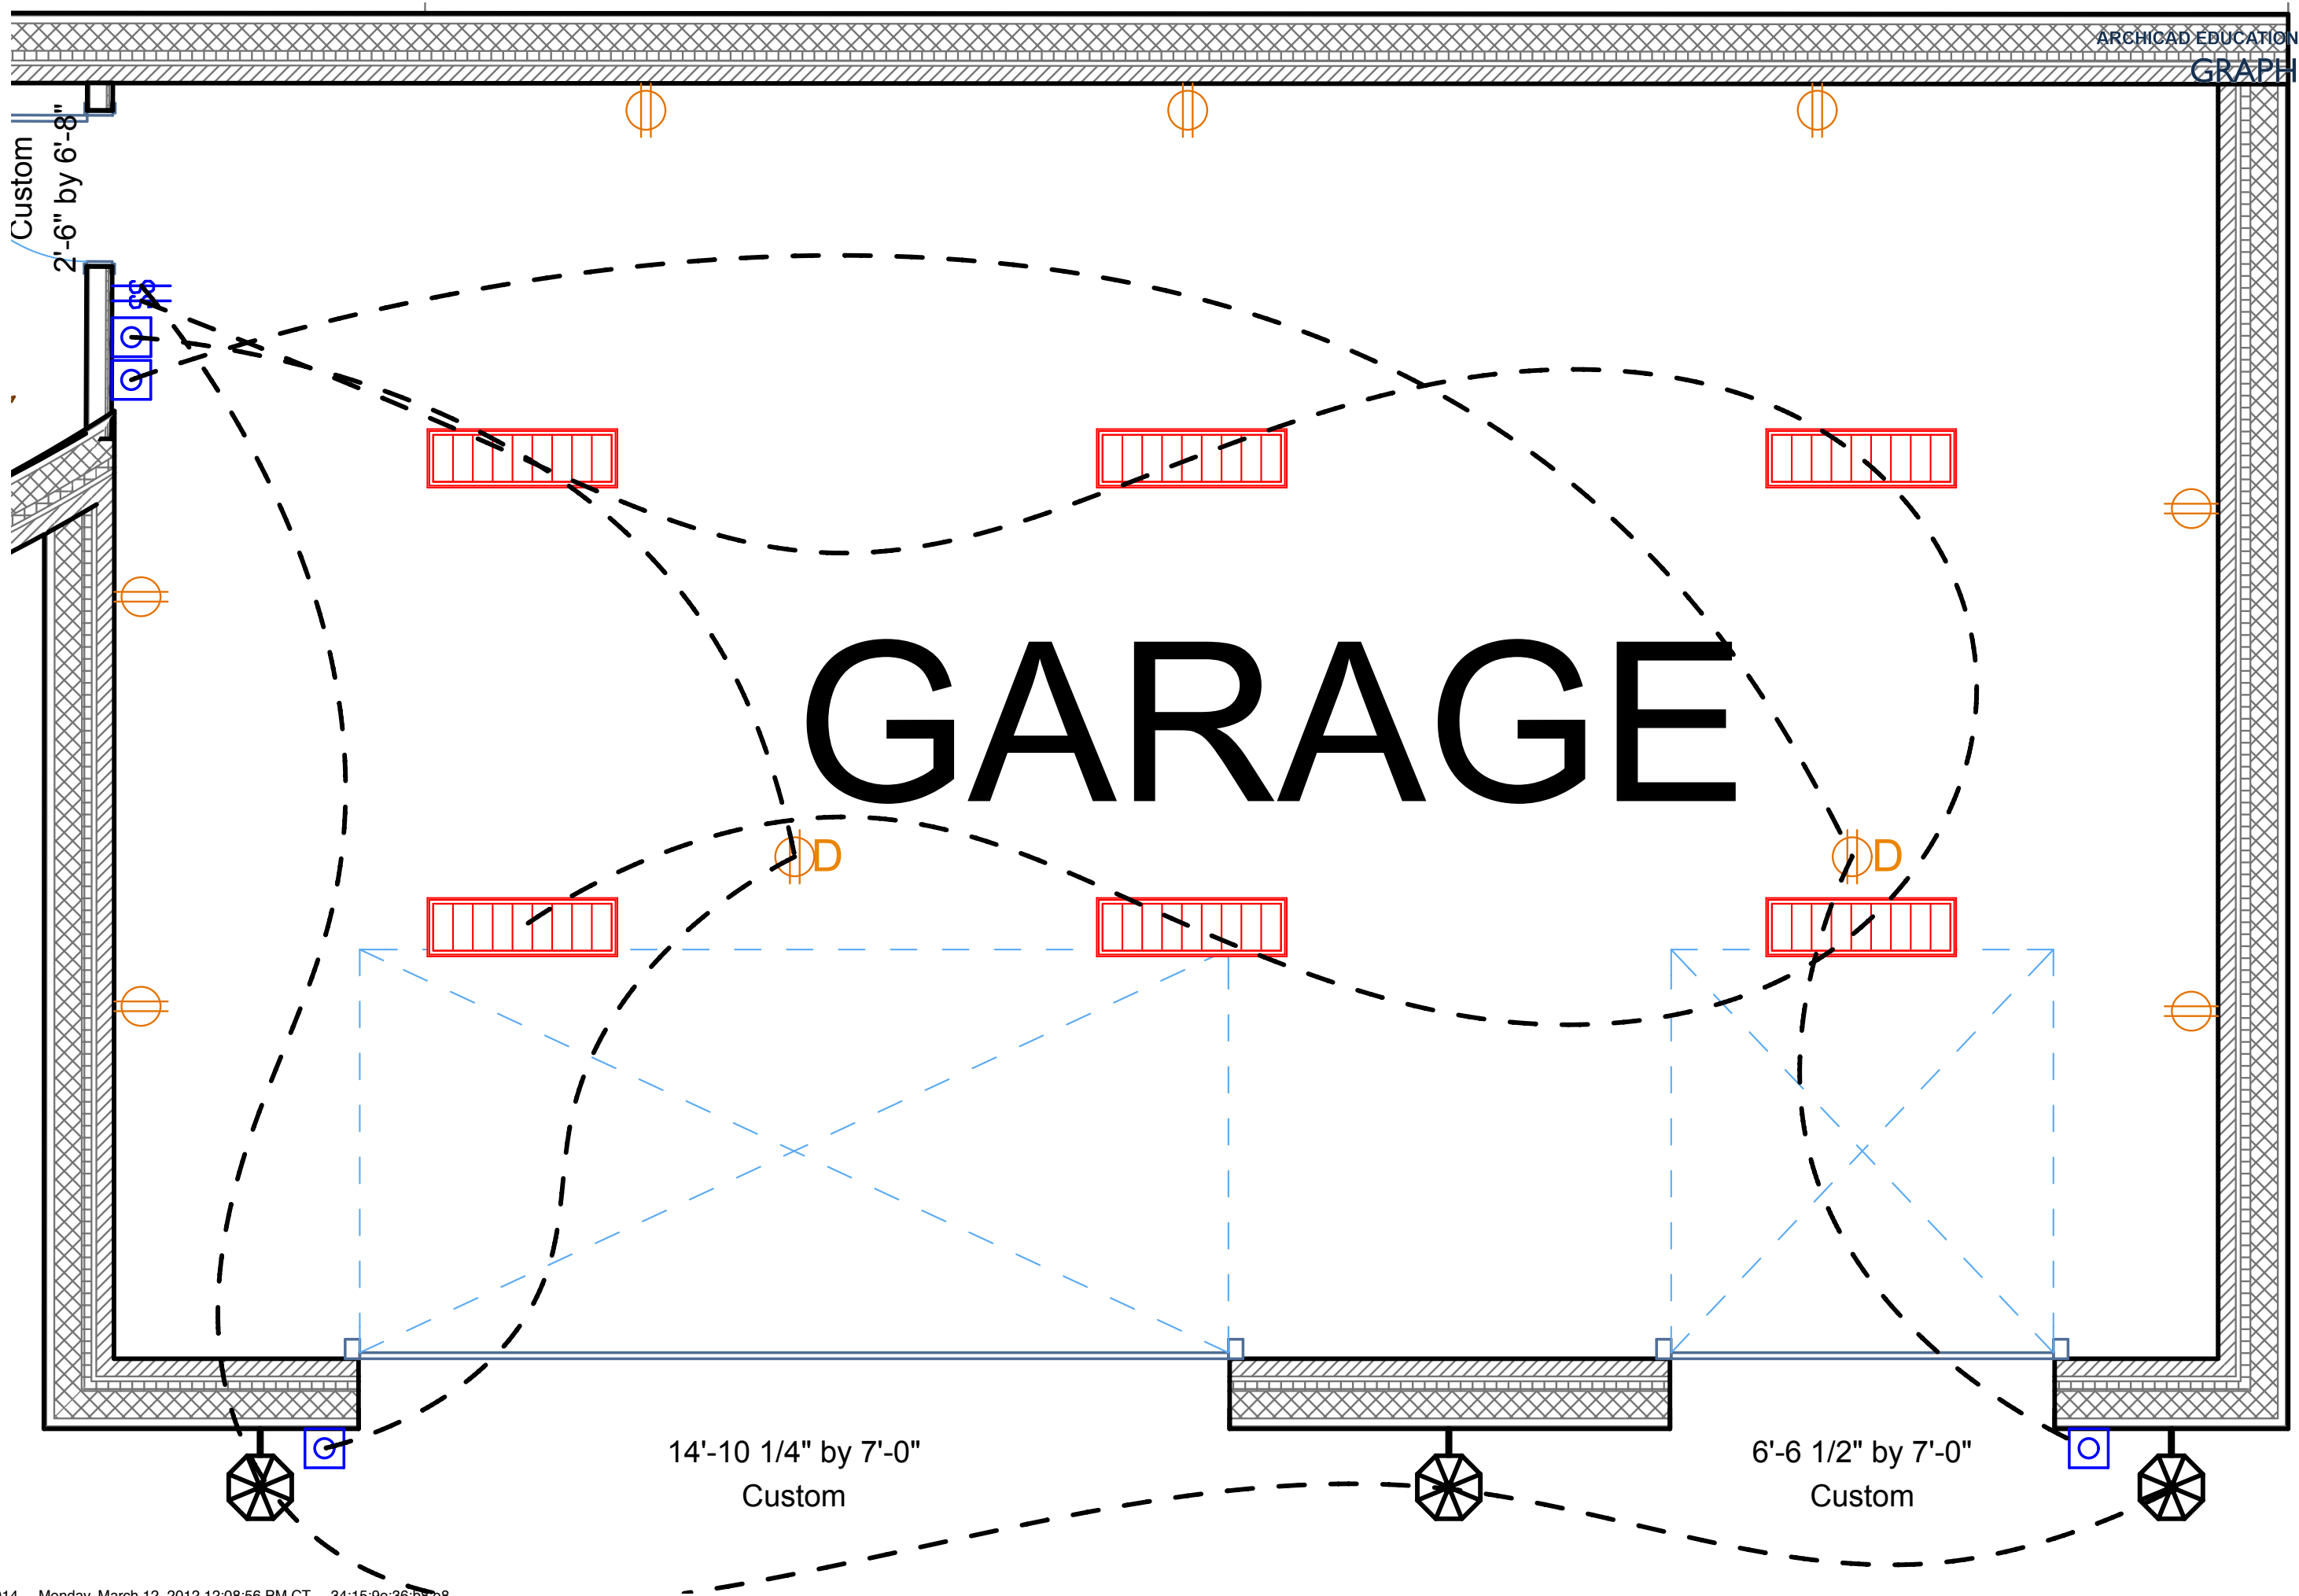 ARCHICAD EDUCATION
GRAPH
Custom
2'-6" by 6'-8"
GARAGE
D
D
14'-10 1/4" by 7'-0"
Custom
6'-6 1/2" by 7'-0"
Custom
Monday, March 12, 2012 12:08:56 PM CT